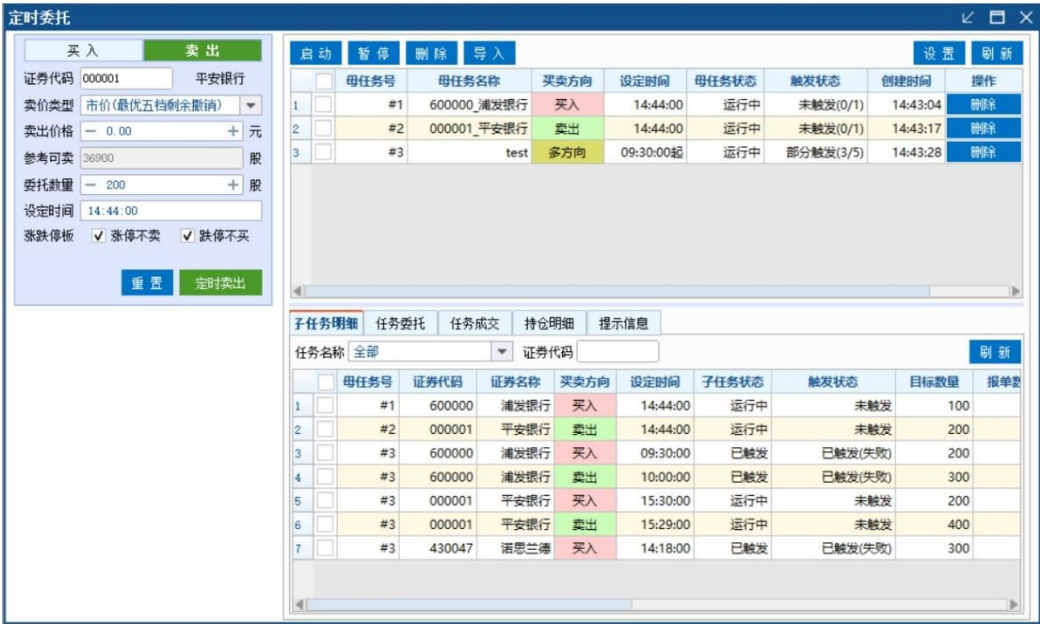 定时委托
买 入 卖 出
证券代码 000001 平安银行
卖价类型 市价(最优五档剩余撤消)
卖出价格 － 0.00 ＋ 元
参考可卖 36900 股
委托数量 － 200 ＋ 股
设定时间 14:44:00
涨跌停板 涨停不卖 跌停不买
重 置 定时卖出
启 动 暂 停 删 除 导 入 设 置 刷 新
母任务号 母任务名称 买卖方向 设定时间 母任务状态 触发状态 创建时间 操作
1 #1 600000_浦发银行 买入 14:44:00 运行中 未触发(0/1) 14:43:04 删除
2 #2 000001_平安银行 卖出 14:44:00 运行中 未触发(0/1) 14:43:17 删除
3 #3 test 多方向 09:30:00起 运行中 部分触发(3/5) 14:43:28 删除
子任务明细 任务委托 任务成交 持仓明细 提示信息
任务名称 全部 证券代码 刷 新
母任务号 证券代码 证券名称 买卖方向 设定时间 子任务状态 触发状态 目标数量 报单数
1 #1 600000 浦发银行 买入 14:44:00 运行中 未触发 100
2 #2 000001 平安银行 卖出 14:44:00 运行中 未触发 200
3 #3 600000 浦发银行 买入 09:30:00 已触发 已触发(失败) 200
4 #3 600000 浦发银行 卖出 10:00:00 已触发 已触发(失败) 300
5 #3 000001 平安银行 买入 15:30:00 运行中 未触发 200
6 #3 000001 平安银行 卖出 15:29:00 运行中 未触发 400
7 #3 430047 诺思兰德 买入 14:18:00 已触发 已触发(失败) 300